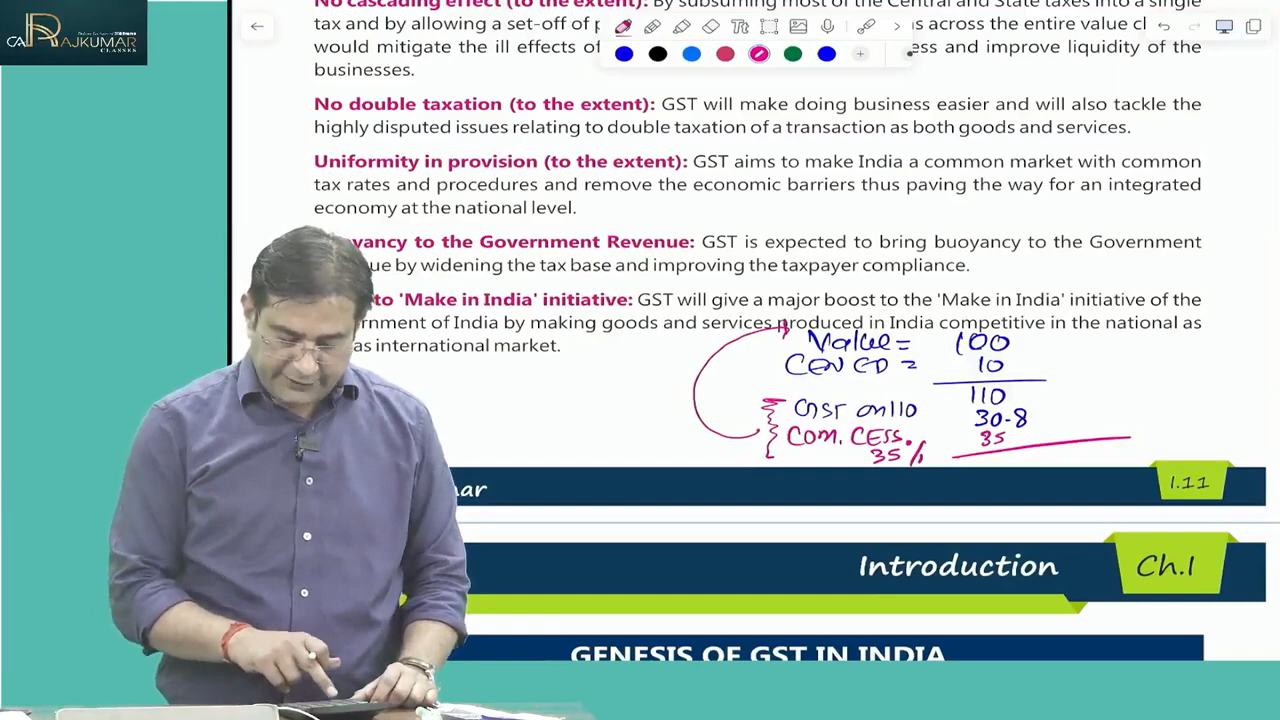 CA RAJKUMAR
CLASSES
No cascading effect (to the extent): By subsuming most of the Central and State taxes into a single
tax and by allowing a set-off of p s across the entire value
would mitigate the ill effects of ess and improve liquidity of the
businesses.
No double taxation (to the extent): GST will make doing business easier and will also tackle the
highly disputed issues relating to double taxation of a transaction as both goods and services.
Uniformity in provision (to the extent): GST aims to make India a common market with common
tax rates and procedures and remove the economic barriers thus paving the way for an integrated
economy at the national level.
yancy to the Government Revenue: GST is expected to bring buoyancy to the Government
ue by widening the tax base and improving the taxpayer compliance.
to 'Make in India' initiative: GST will give a major boost to the 'Make in India' initiative of the
rnment of India by making goods and services produced in India competitive in the national as
as international market.
Value = 100
CEN CD = 10
110
GST on 110 30.8
COM. CESS. 35
35%
mar
1.11
Introduction
Ch.1
GENESIS OF GST IN INDIA